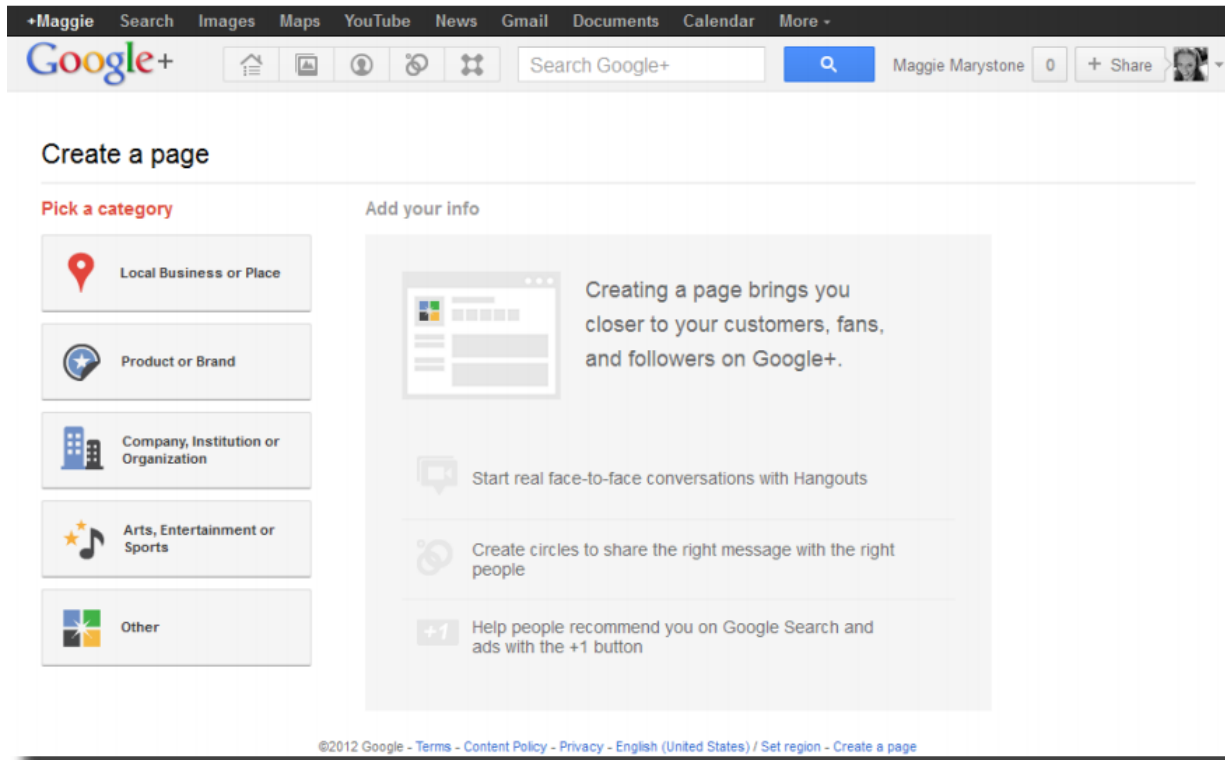 +Maggie Search Images Maps YouTube News Gmail Documents Calendar More
Google+ Search Google+ Maggie Marystone 0 + Share
Create a page
Pick a category
Add your info
Local Business or Place
Product or Brand
Company, Institution or
Organization
Arts, Entertainment or
Sports
Other
Creating a page brings you
closer to your customers, fans,
and followers on Google+.
Start real face-to-face conversations with Hangouts
Create circles to share the right message with the right
people
+1
Help people recommend you on Google Search and
ads with the +1 button
©2012 Google - Terms - Content Policy - Privacy - English (United States) / Set region - Create a page